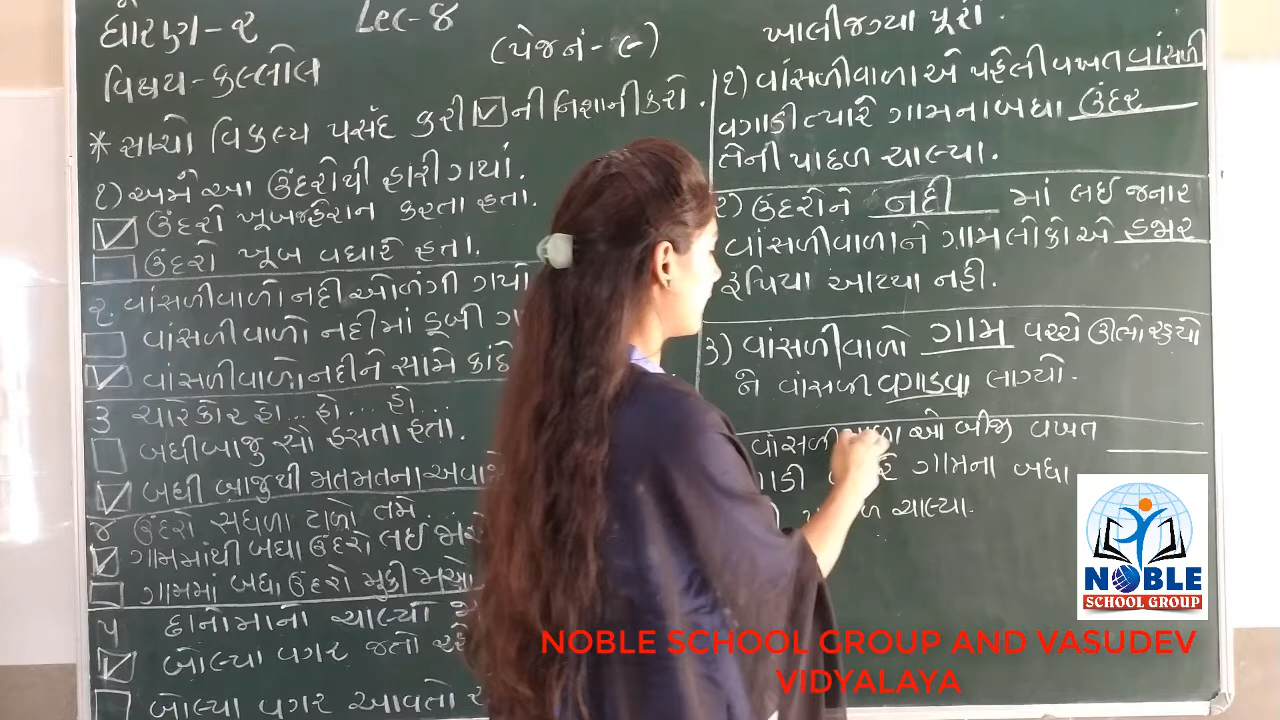 ધોરણ-૨
Lec-૪
વિષય-કલ્લોલ
(પેજનં-૯)
* સાચો વિકલ્પ પસંદ કરી ☑ ની નિશાની કરો.
૧) અમે આ ઉંદરોથી હારી ગયાં.
☑ ઉંદરો ખૂબ હેરાન કરતા હતા.
☐ ઉંદરો ખૂબ વધારે હતા.
૨. વાંસળીવાળો નદી ઓળંગી ગયો
☐ વાંસળીવાળો નદીમાં ડૂબી
☑ વાંસળીવાળો નદીને સામે કાંઠે
૩ ચારેકોર હો... હો... હો...
☐ બધીબાજુ સૌ હસતા હતા.
☑ બધી બાજુથી મતમતના
૪ ઉંદરો સઘળા ટાળો તમે
☑ ગામમાંથી બધા ઉંદરો લઈ
☐ ગામમાં બધા ઉંદરો મુકી
૫ છાનોમાનો ચાલ્યો
☑ બોલ્યા વગર જતો
☐ બોલ્યા વગર આવતો
ખાલીજગ્યા પૂરો.
૧) વાંસળીવાળાએ પહેલી વખત વાંસળી
વગાડી ત્યારે ગામના બધા ઉંદર
તેની પાછળ ચાલ્યા.
૨) ઉંદરોને નદી માં લઈ જનાર
વાંસળીવાળાને ગામલોકોએ હજાર
રૂપિયા આપ્યા નહી.
૩) વાંસળીવાળો ગામ વચ્ચે ઊભો રહ્યો
ને વાંસળી વગાડવા લાગ્યો.
ઓ બીજી વખત
ગામના બધા
ચાલ્યા.
NOBLE
SCHOOL GROUP
NOBLE SCHOOL GROUP AND VASUDEV
VIDYALAYA